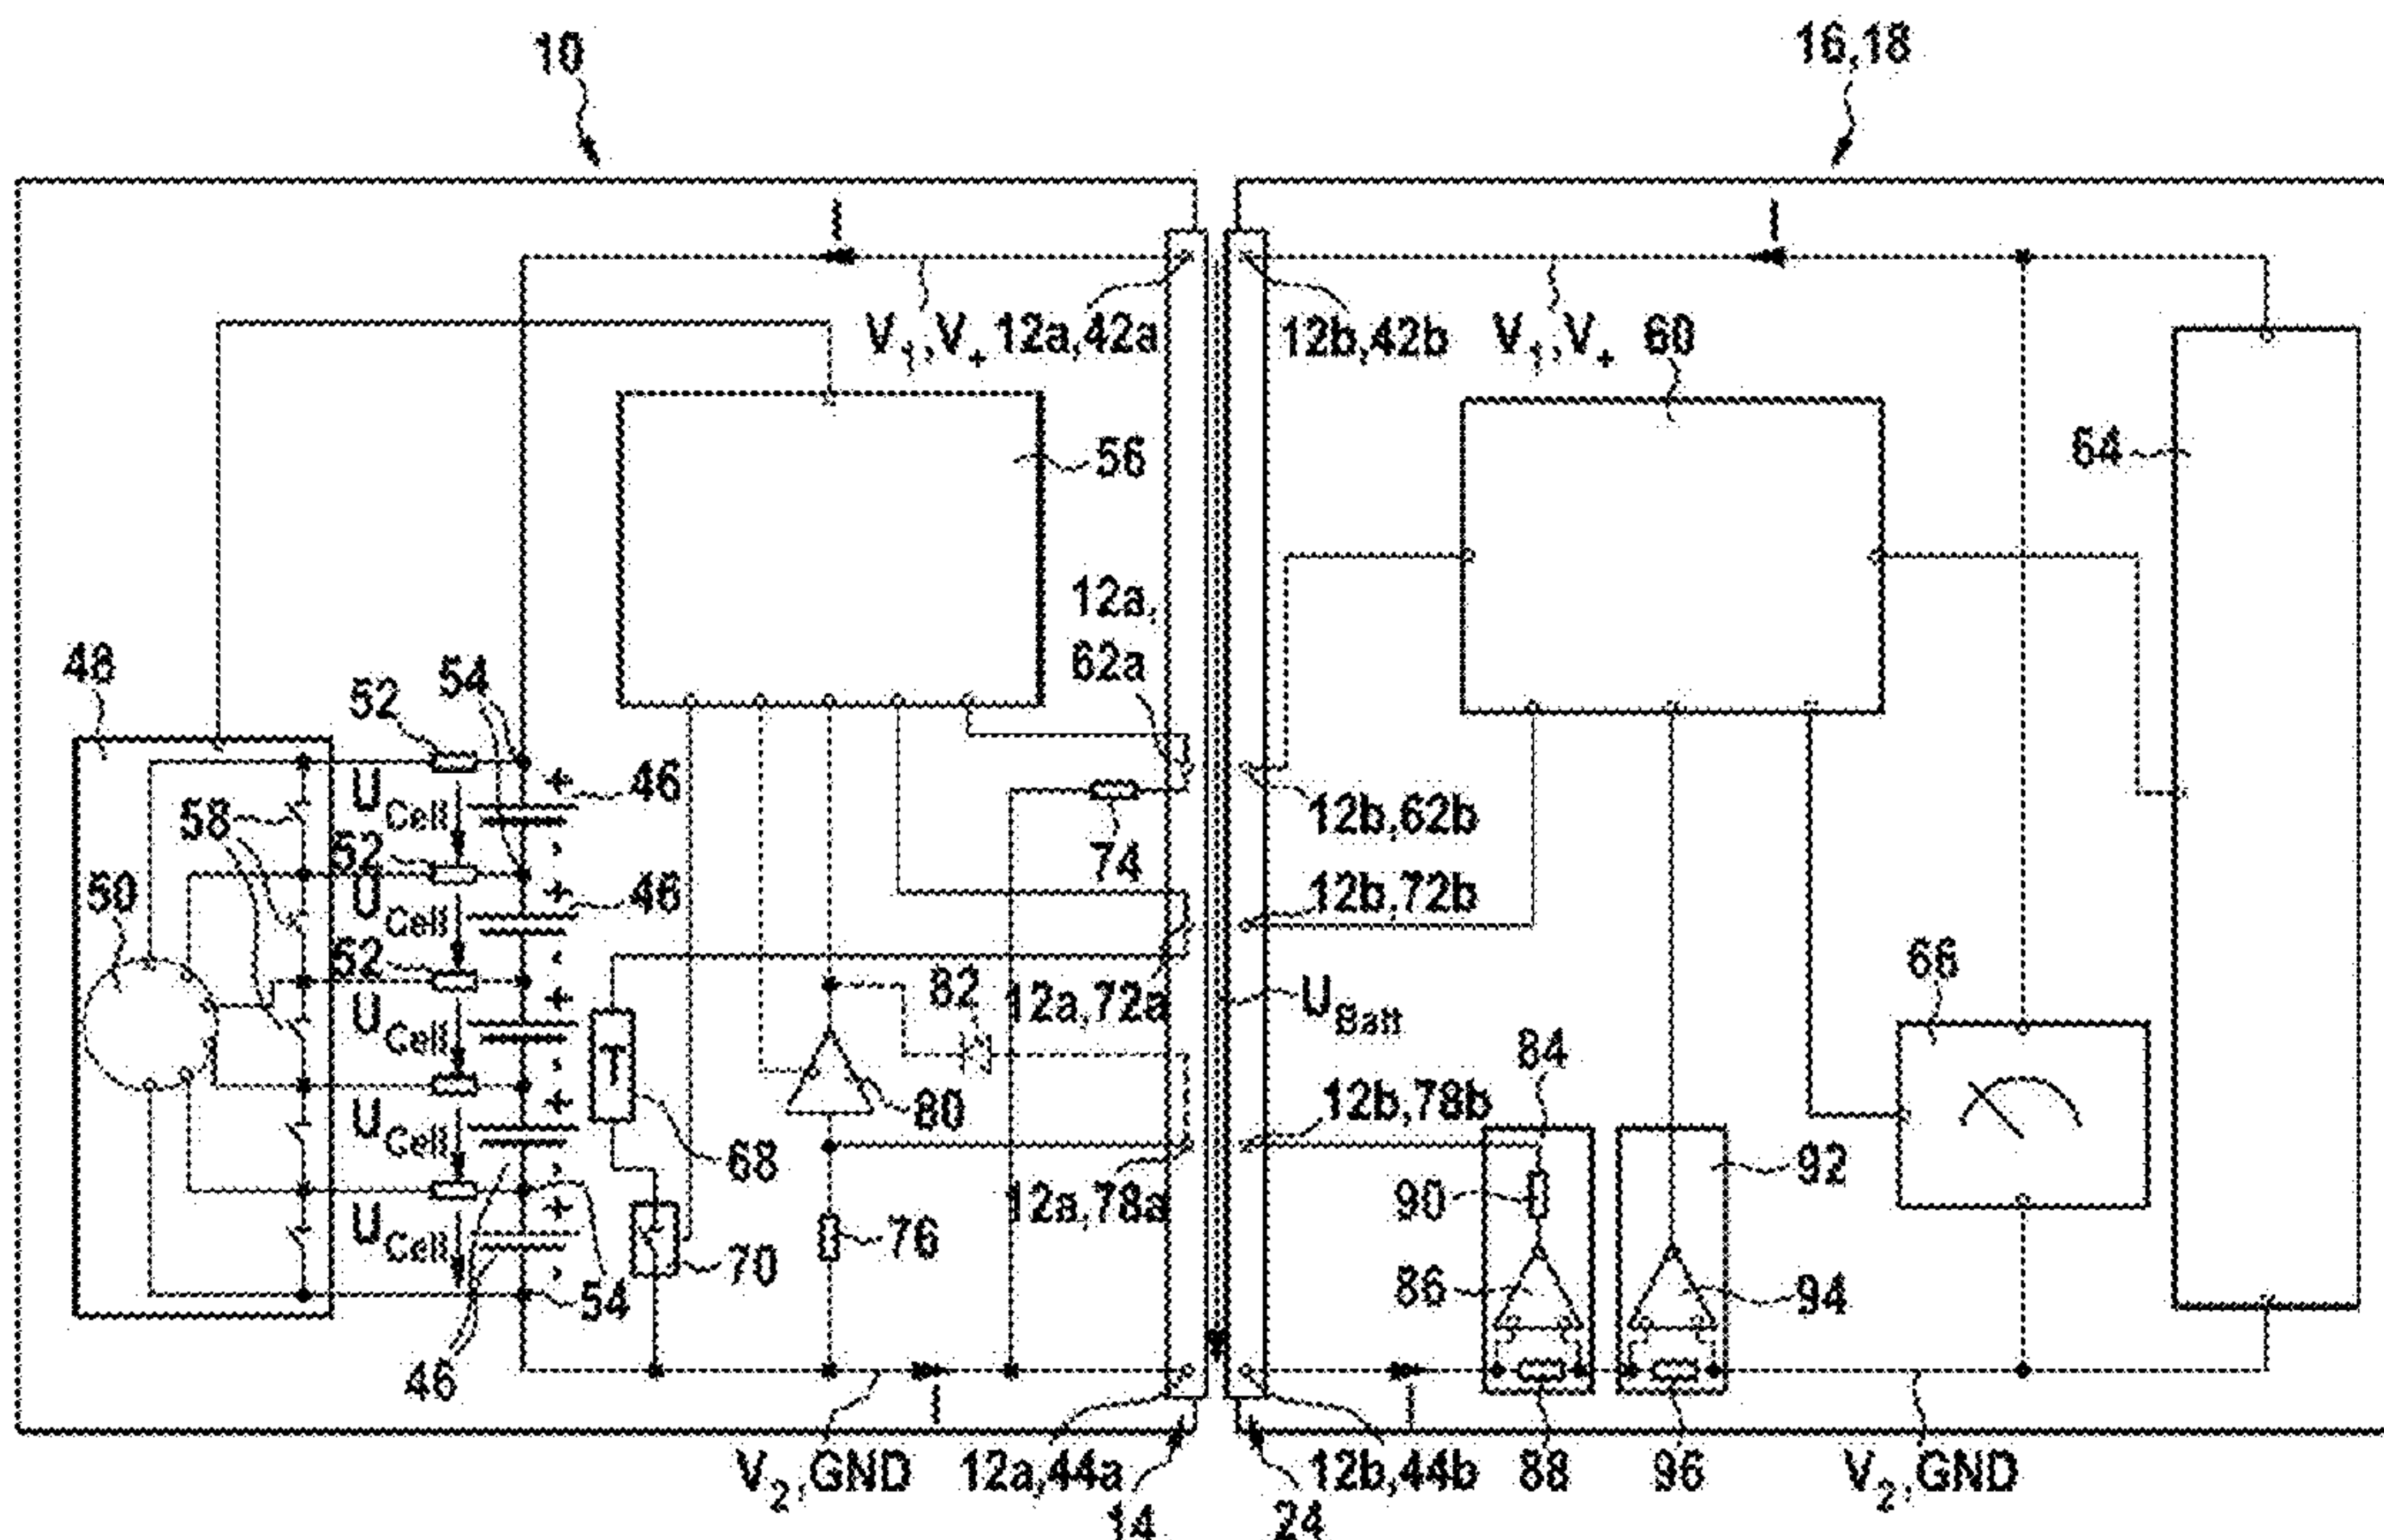 10
16,18
I
I
V1,V+
12a,42a
12b,42b
V1,V+
60
56
64
12a,
62a
48
52
54
46
UCell
58
52
74
12b,62b
50
UCell
46
12b,72b
52
82
12a,72a
UBatt
66
UCell
84
80
12b,78b
UCell
68
92
12a,78a
90
UCell
70
76
86
94
54
46
I
I
V2,GND
12a,44a
12b,44b
88
96
V2,GND
14
24